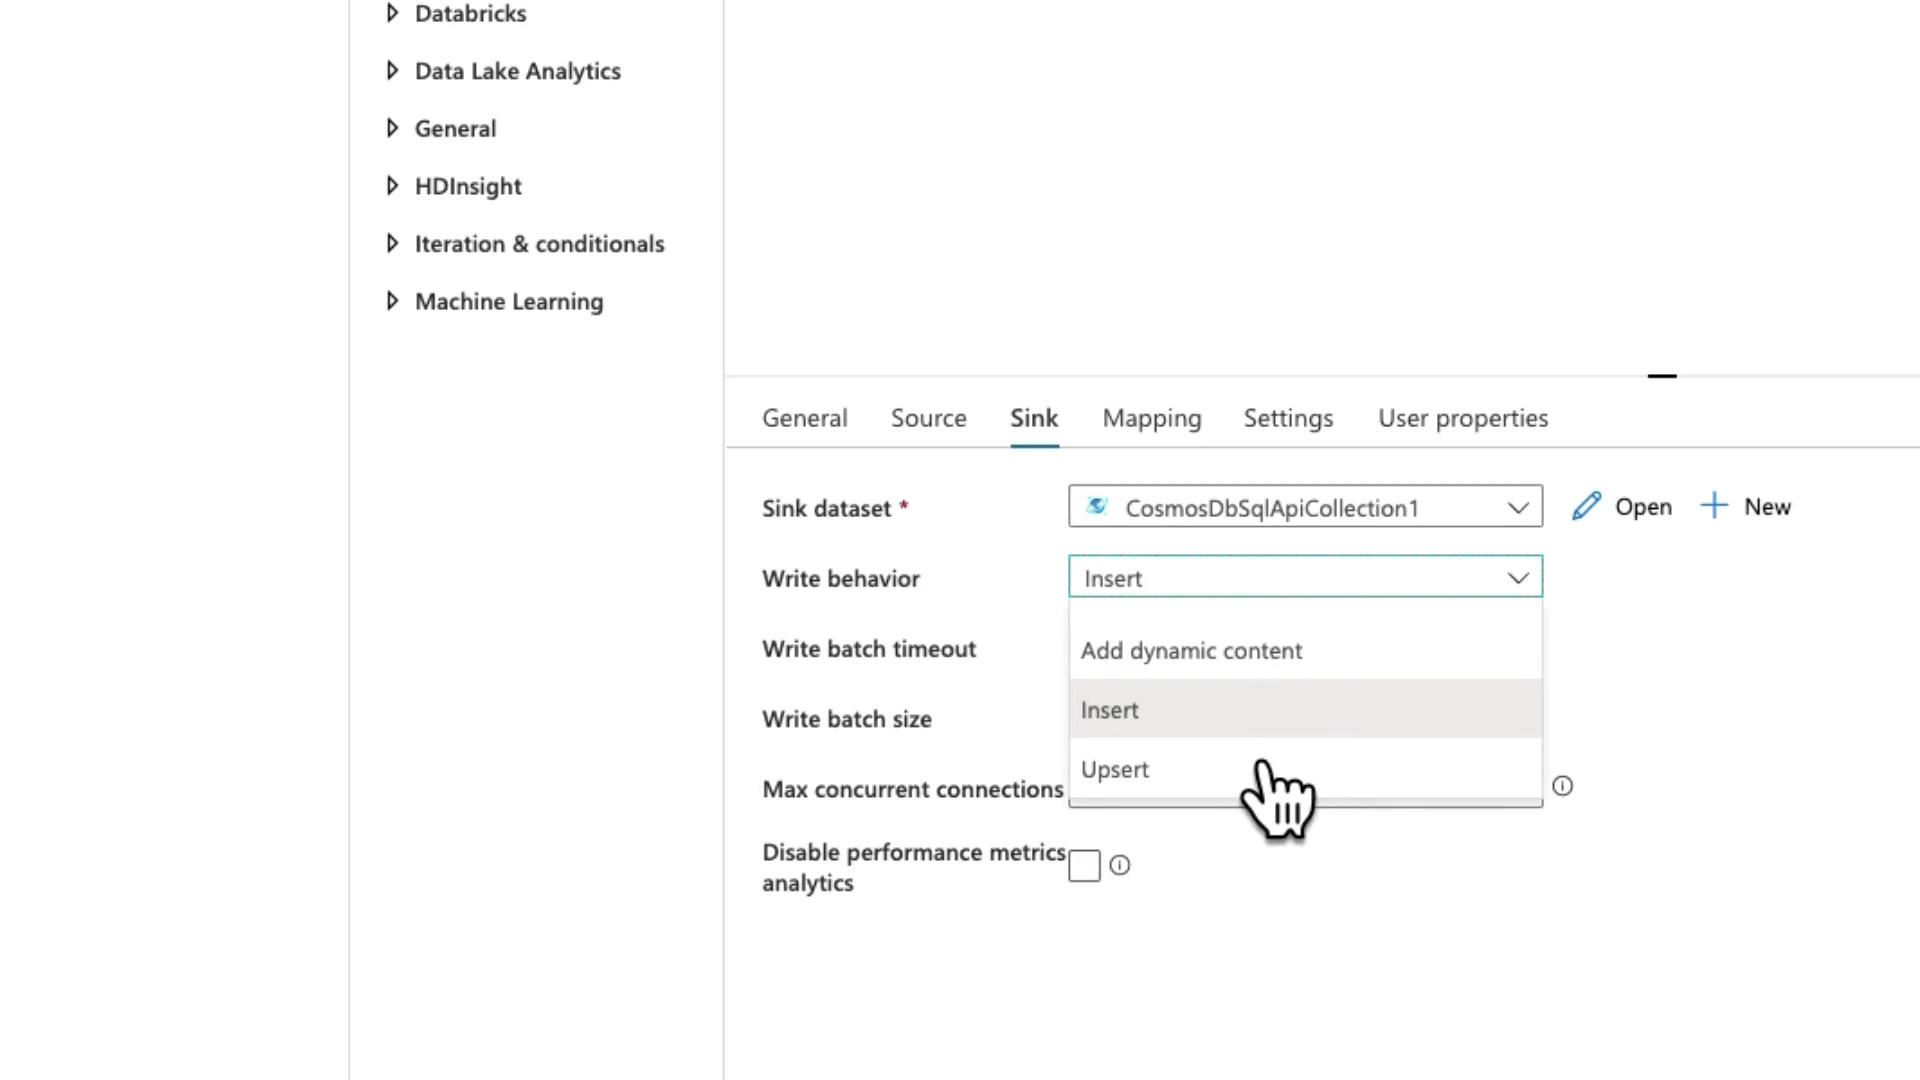 Databricks
Data Lake Analytics
General
HDInsight
Iteration & conditionals
Machine Learning
General Source Sink Mapping Settings User properties
Sink dataset * CosmosDbSqlApiCollection1 Open New
Write behavior Insert
Write batch timeout
Add dynamic content
Insert
Write batch size
Upsert
Max concurrent connections
Disable performance metrics
analytics